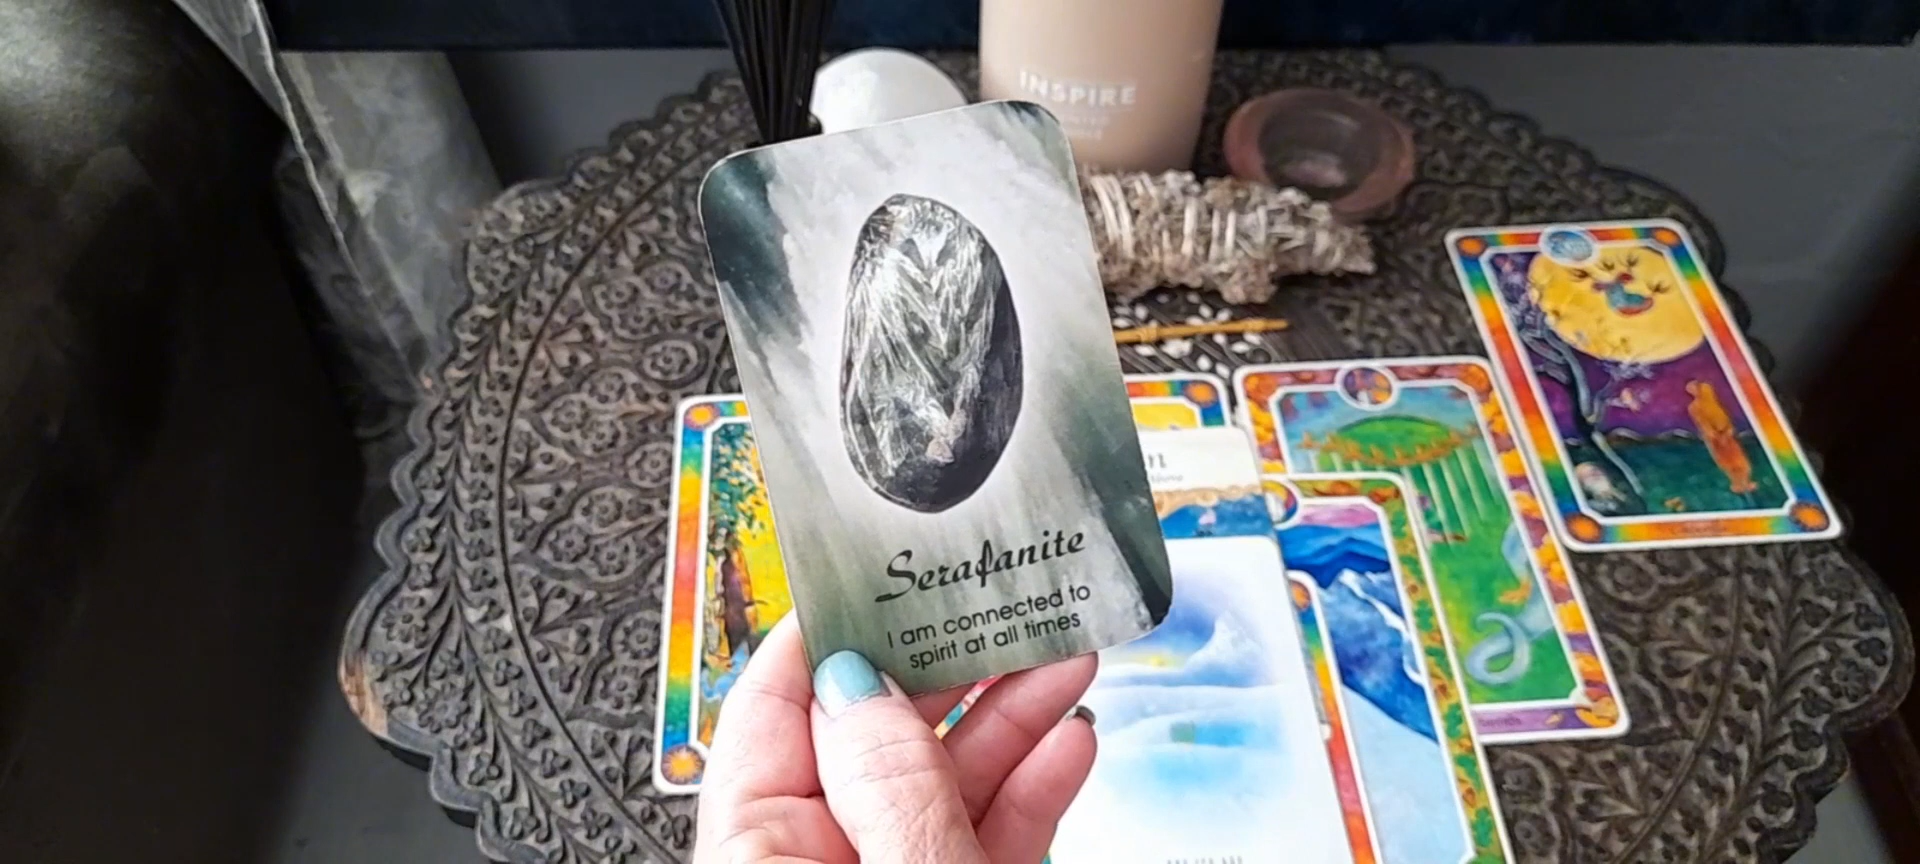 INSPIRE
Serafanite
I am connected to
spirit at all times